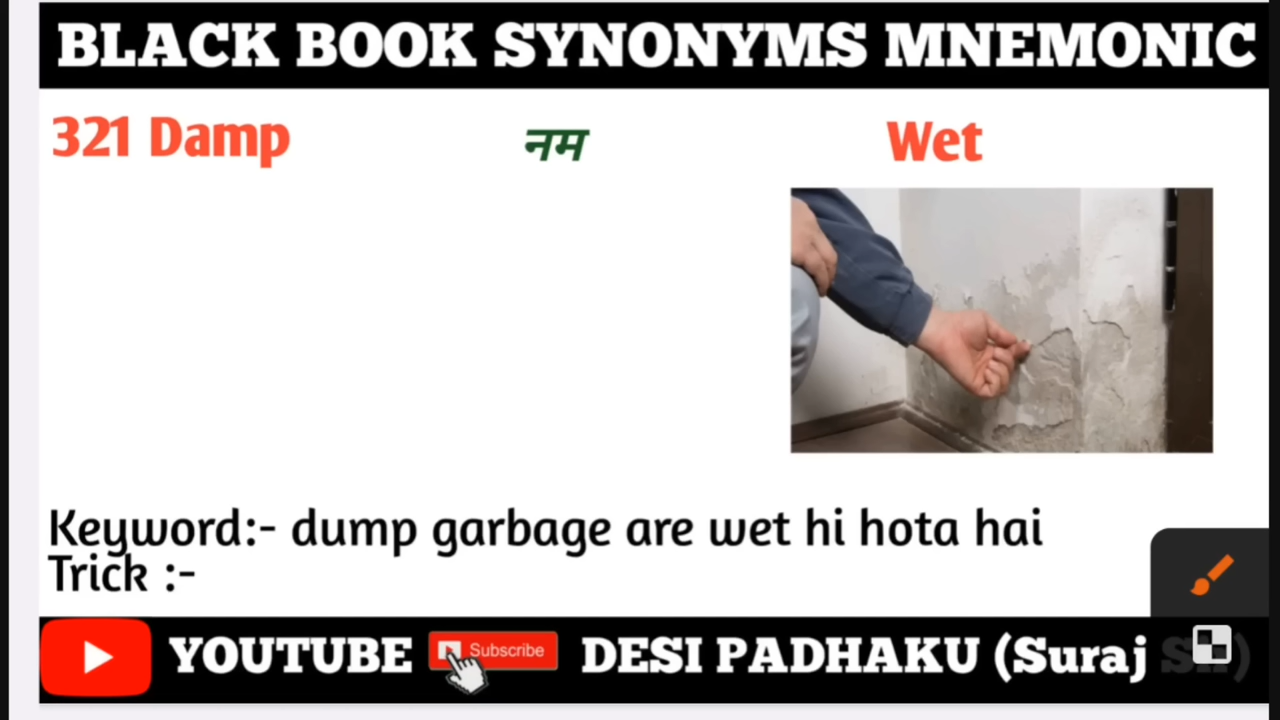 BLACK BOOK SYNONYMS MNEMONIC
321 Damp नम Wet
Keyword:- dump garbage are wet hi hota hai
Trick :-
YOUTUBE Subscribe DESI PADHAKU (Suraj